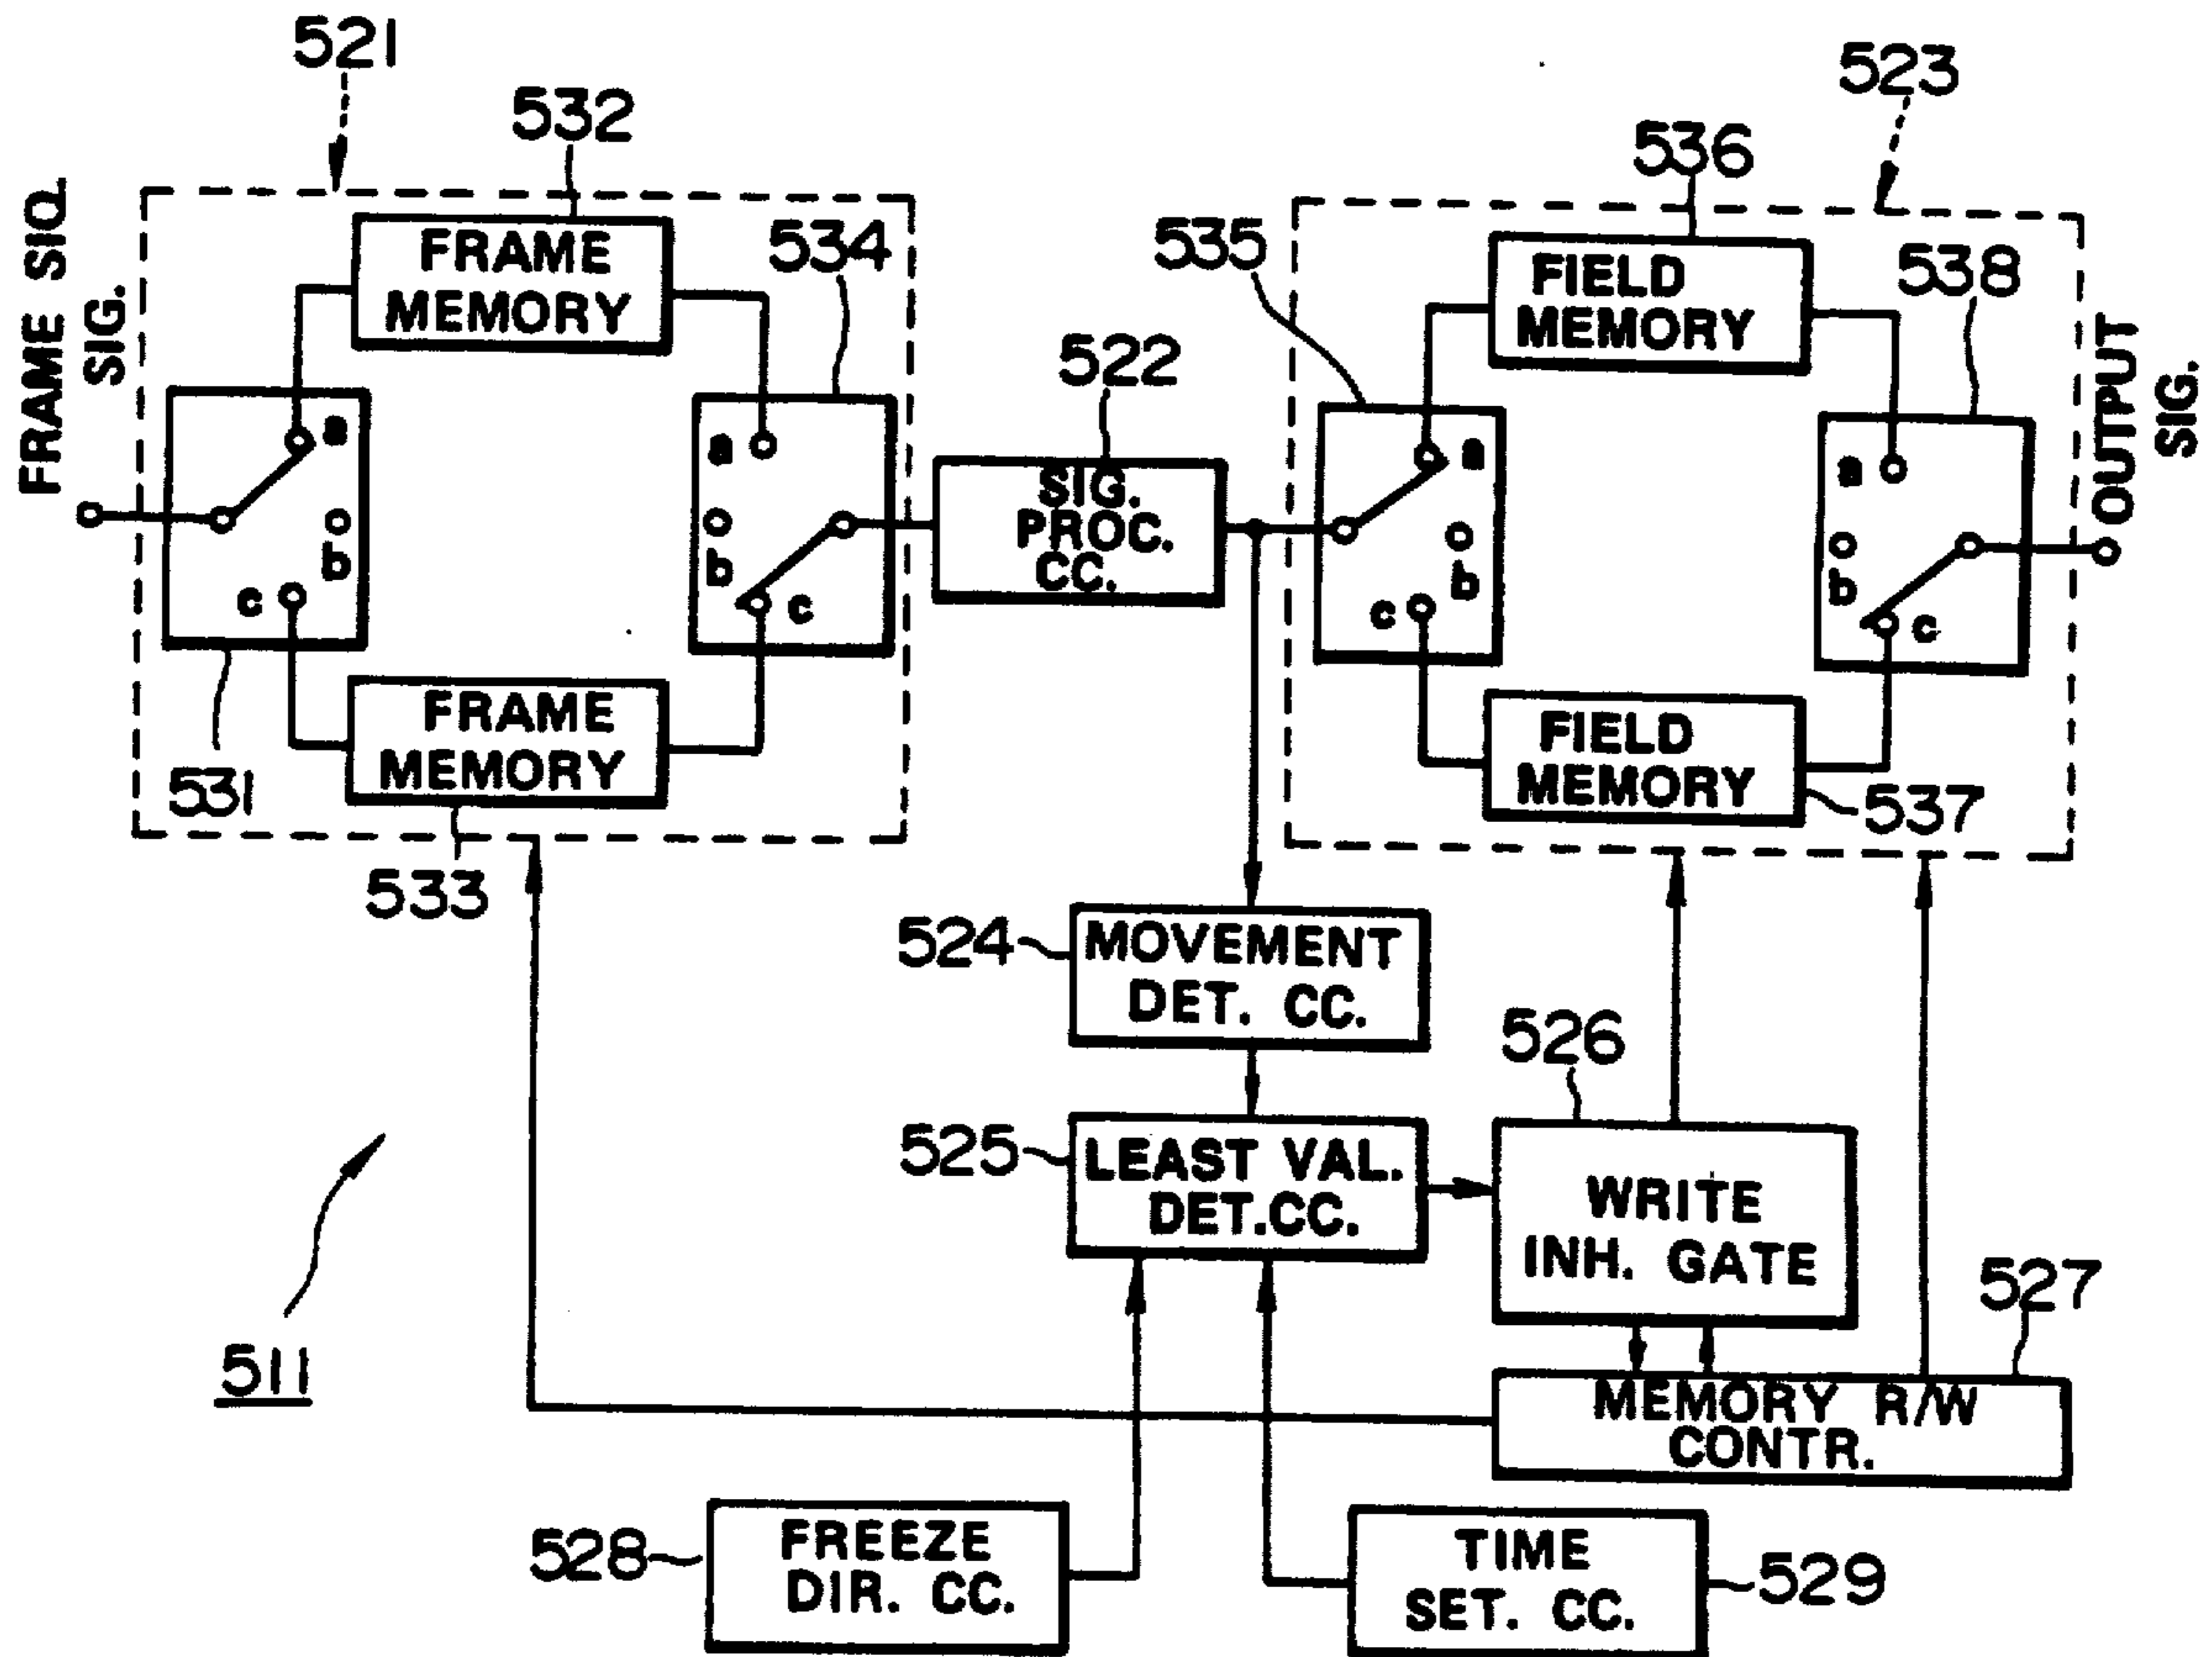 521
532
523
536
FRAME SIQ.
SIG.
FRAME
MEMORY
534
535
FIELD
MEMORY
538
OUTPUT
SIG.
522
a
b
c
a
b
c
SIG.
PROC.
CC.
a
b
c
a
b
c
531
FRAME
MEMORY
533
FIELD
MEMORY
537
524
MOVEMENT
DET. CC.
526
525
LEAST VAL.
DET.CC.
WRITE
INH. GATE
527
511
MEMORY R/W
CONTR.
528
FREEZE
DIR. CC.
TIME
SET. CC.
529